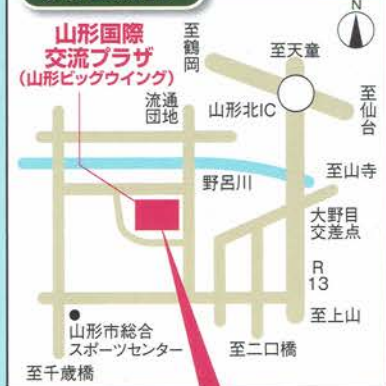 山形国際
交流プラザ
(山形ビッグウイング)
至鶴岡
N
至天童
流通
団地
山形北IC
至仙台
野呂川
至山寺
大野目
交差点
R
13
山形市総合
スポーツセンター
至上山
至二口橋
至千歳橋